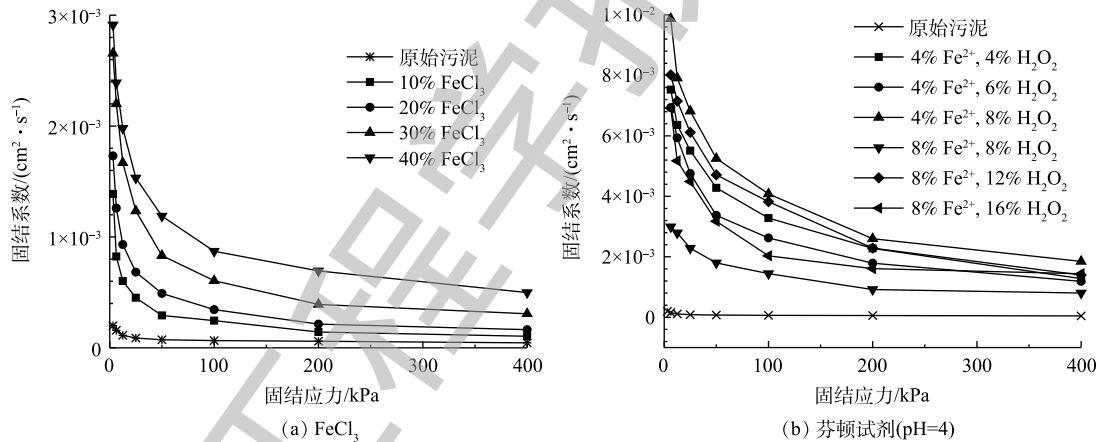 3×10⁻³
2×10⁻³
1×10⁻³
0
0
100
200
300
400
固结系数/(cm²·s⁻¹)
固结应力/kPa
原始污泥
10% FeCl₃
20% FeCl₃
30% FeCl₃
40% FeCl₃
(a) FeCl₃
1×10⁻²
8×10⁻³
6×10⁻³
4×10⁻³
2×10⁻³
0
0
100
200
300
400
固结系数/(cm²·s⁻¹)
固结应力/kPa
原始污泥
4% Fe²⁺, 4% H₂O₂
4% Fe²⁺, 6% H₂O₂
4% Fe²⁺, 8% H₂O₂
8% Fe²⁺, 8% H₂O₂
8% Fe²⁺, 12% H₂O₂
8% Fe²⁺, 16% H₂O₂
(b) 芬顿试剂(pH=4)
工程学报